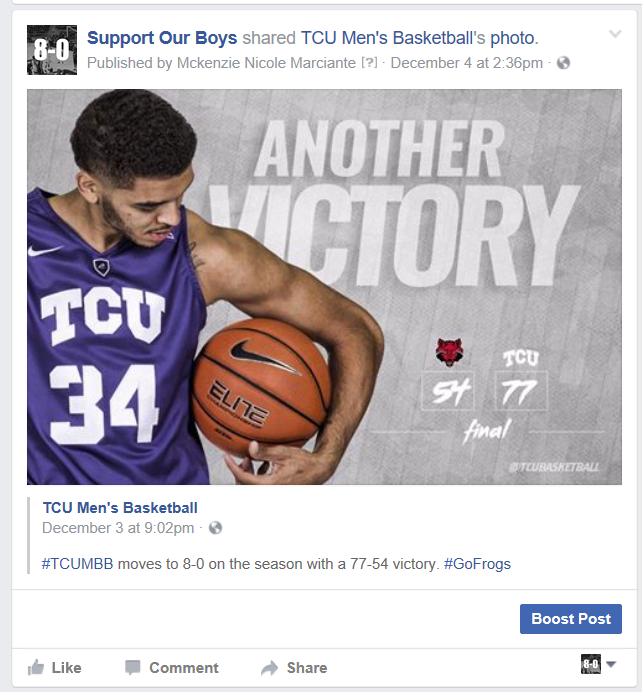 8-0
Support Our Boys shared TCU Men's Basketball's photo.
Published by Mckenzie Nicole Marciante [?] · December 4 at 2:36pm ·
ANOTHER
VICTORY
TCU
34
ELITE
TCU
54 77
final
@TCUBASKETBALL
TCU Men's Basketball
December 3 at 9:02pm ·
#TCUMBB moves to 8-0 on the season with a 77-54 victory. #GoFrogs
Boost Post
Like Comment Share
8-0